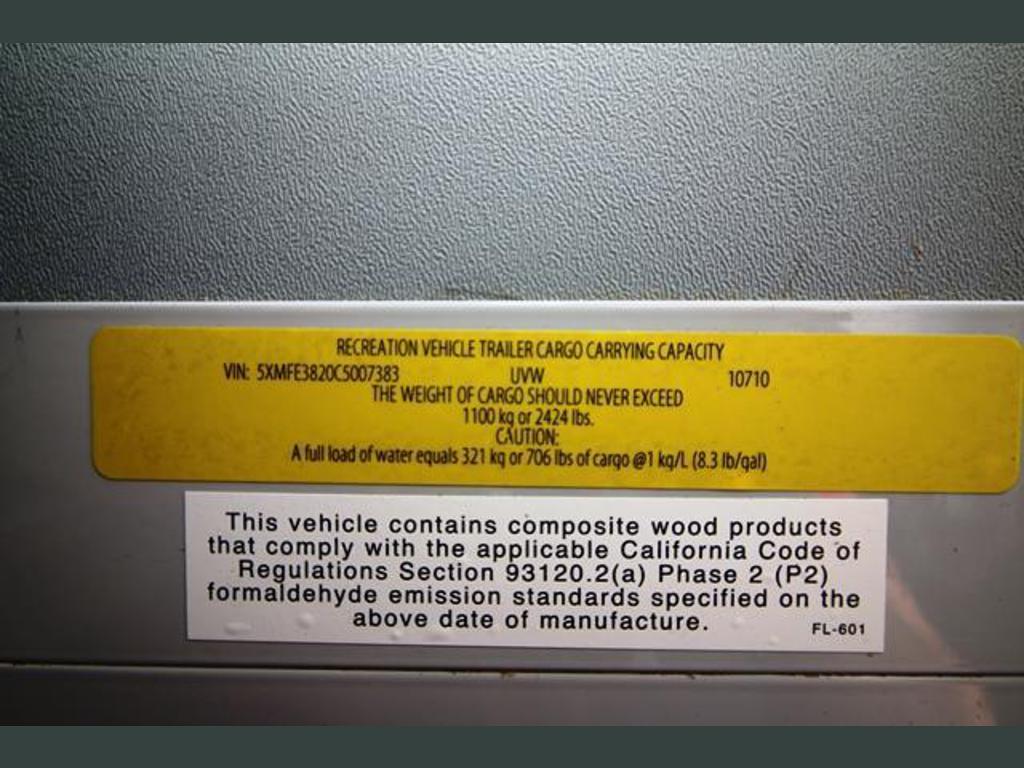 RECREATION VEHICLE TRAILER CARGO CARRYING CAPACITY
VIN: 5XMFE3820C5007383 UVW 10710
THE WEIGHT OF CARGO SHOULD NEVER EXCEED
1100 kg or 2424 lbs.
CAUTION:
A full load of water equals 321 kg or 706 lbs of cargo @1 kg/L (8.3 lb/gal)
This vehicle contains composite wood products
that comply with the applicable California Code of
Regulations Section 93120.2(a) Phase 2 (P2)
formaldehyde emission standards specified on the
above date of manufacture.
FL-601